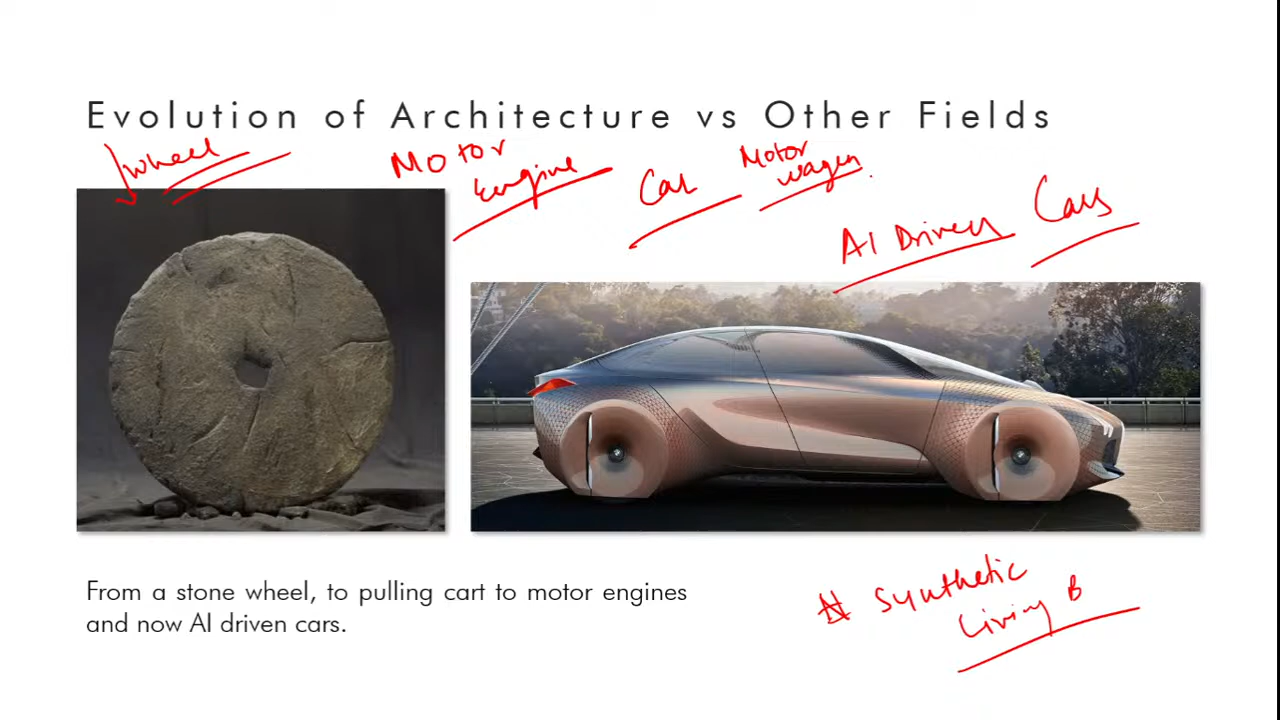 Evolution of Architecture vs Other Fields
wheel
Motor
Engine
Car
Motor
wagen.
AI Driven Cars
From a stone wheel, to pulling cart to motor engines
and now AI driven cars.
Synthetic
Living B